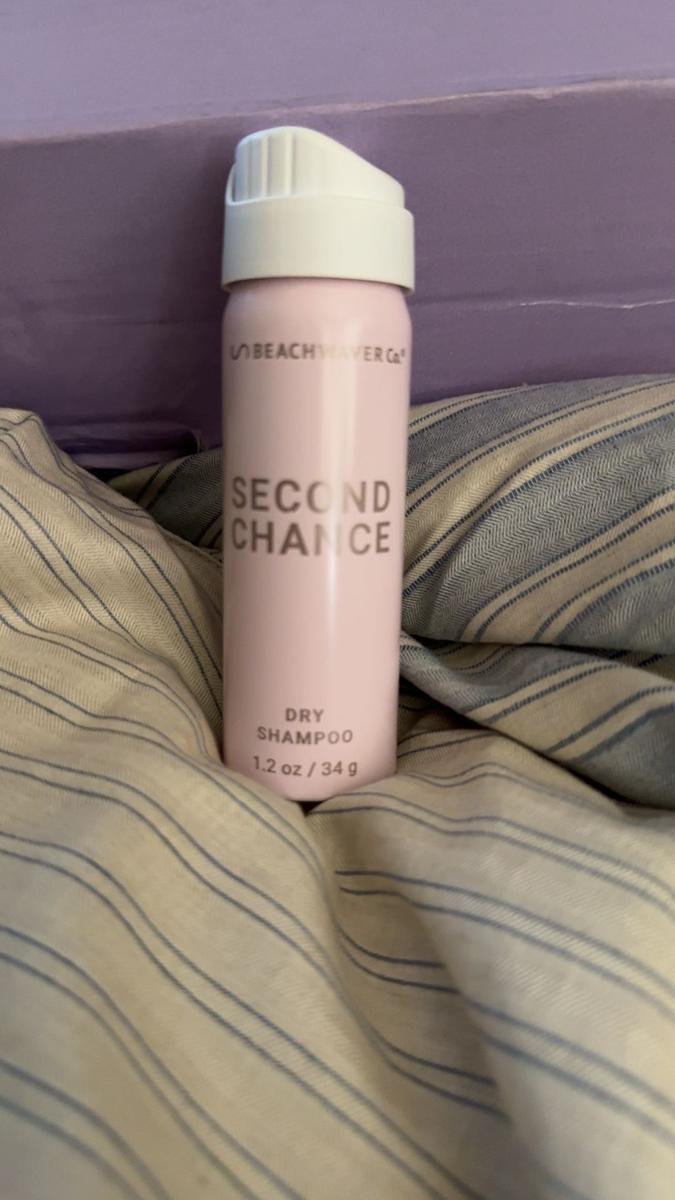 BEACHWAVER Co.®
SECOND
CHANCE
DRY
SHAMPOO
1.2 oz / 34 g